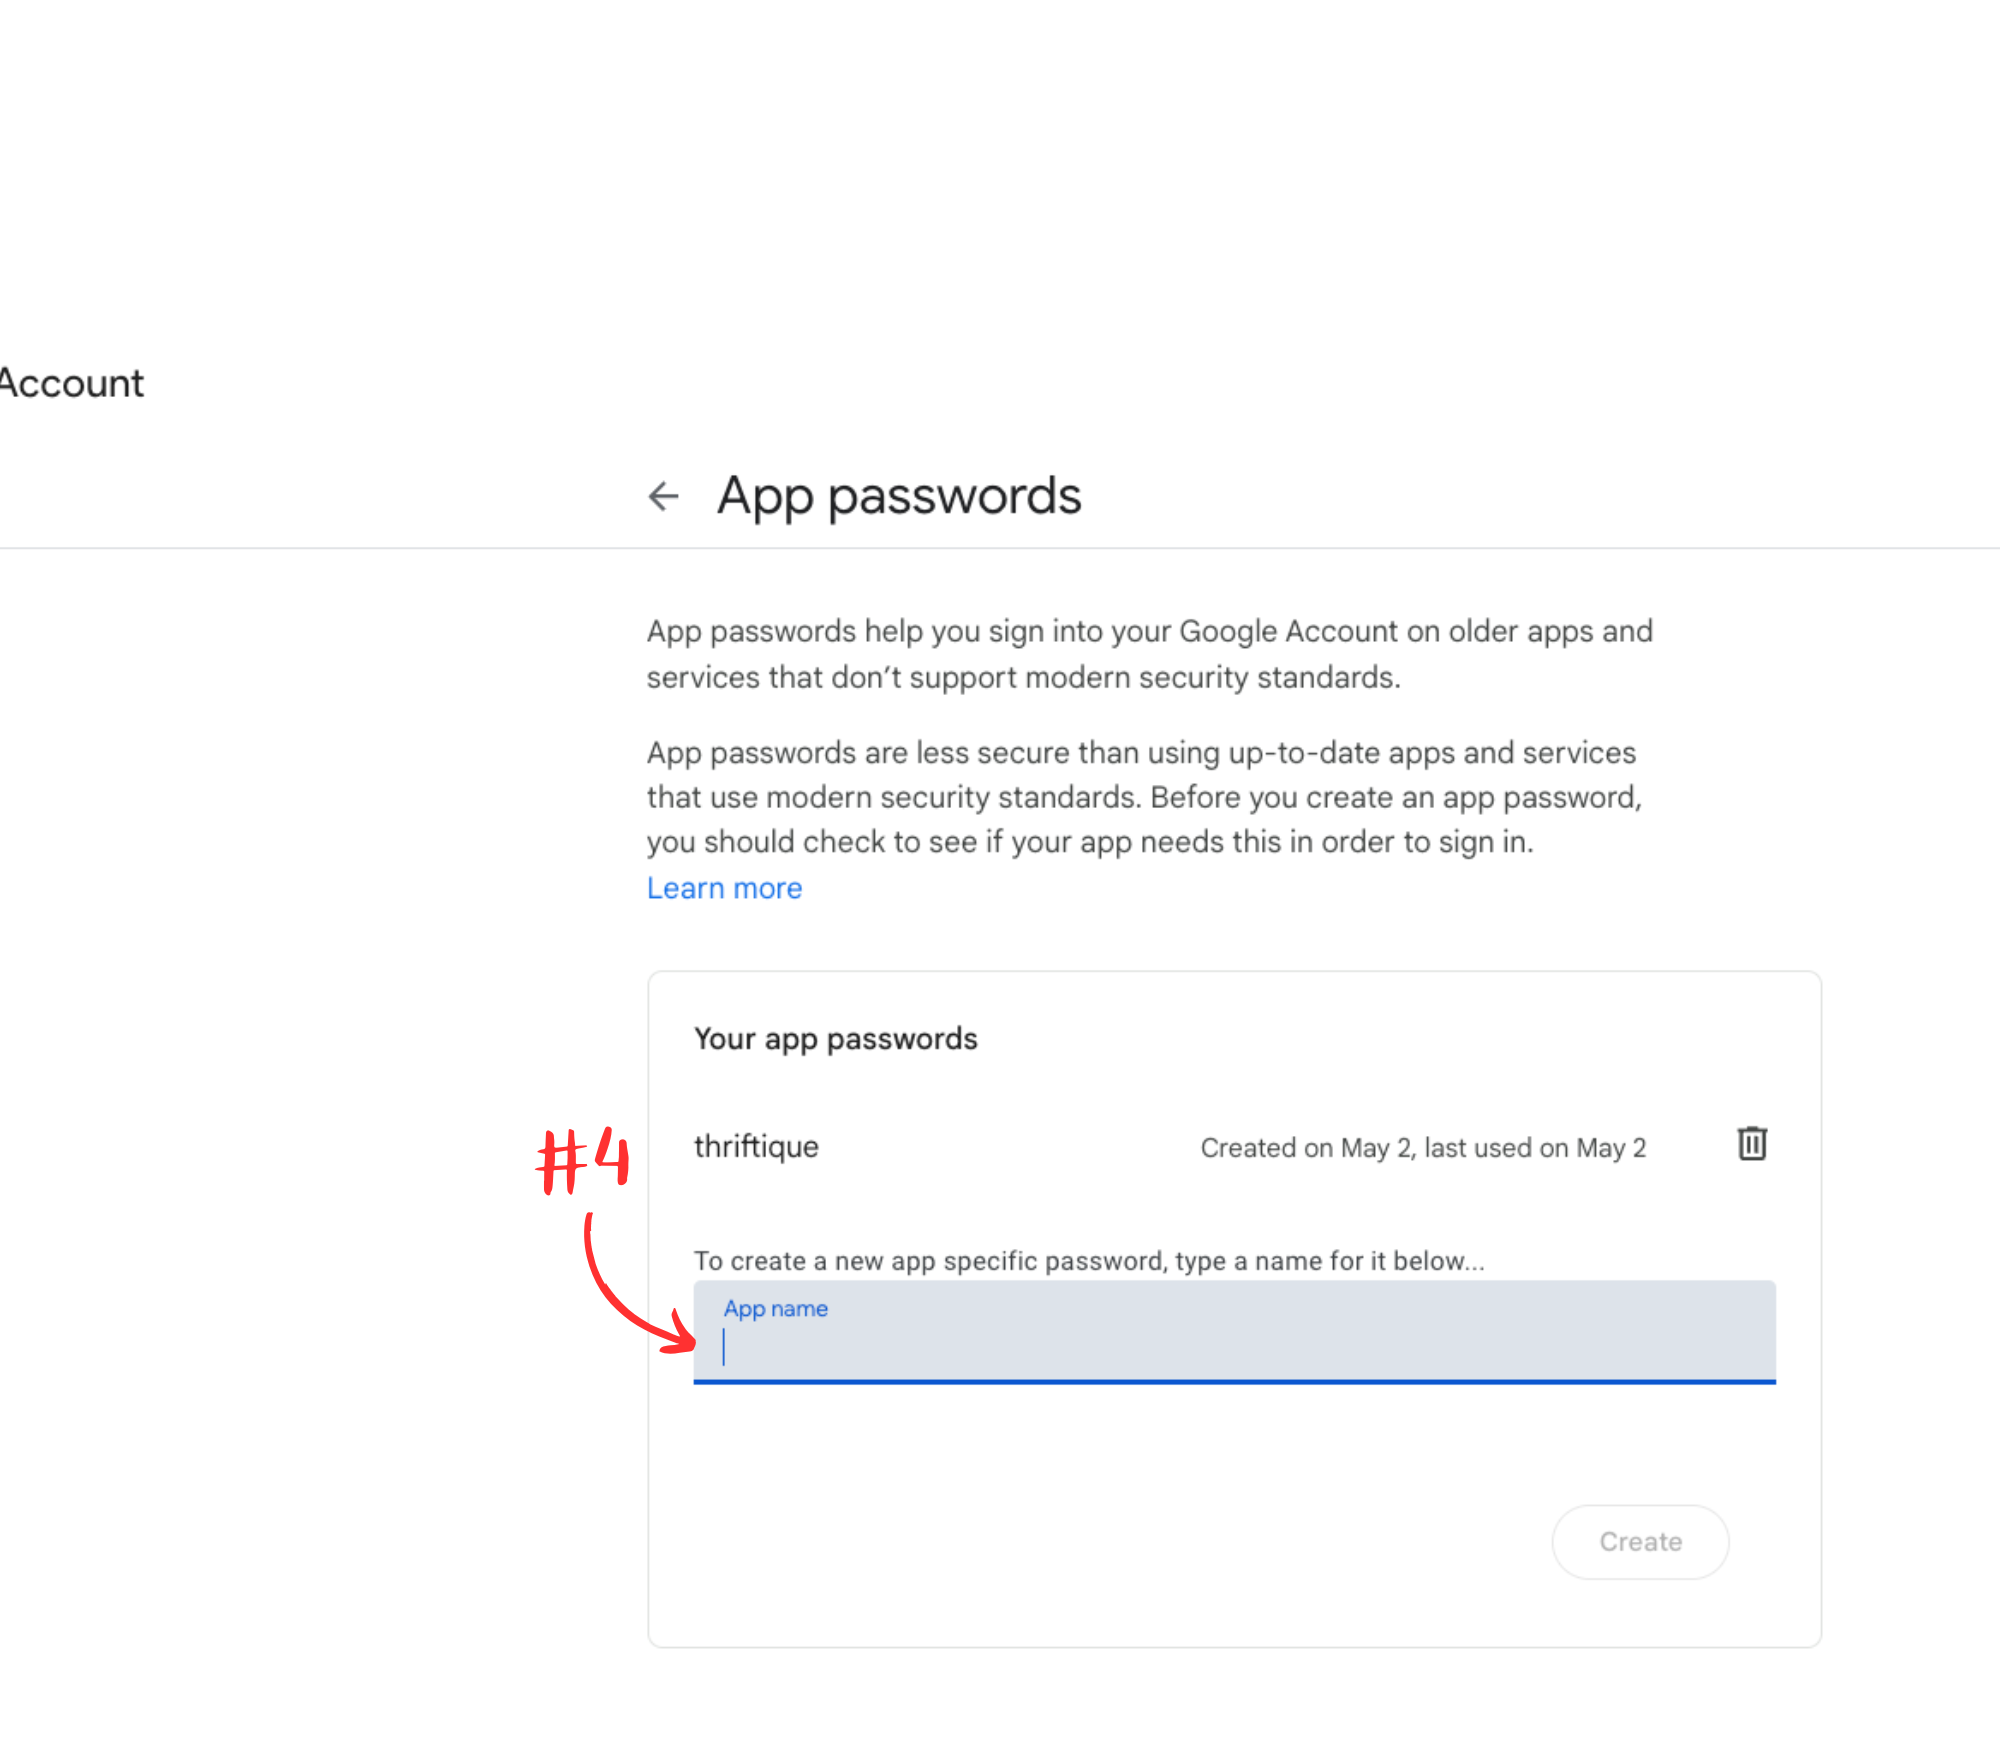 Account
App passwords
App passwords help you sign into your Google Account on older apps and
services that don’t support modern security standards.
App passwords are less secure than using up-to-date apps and services
that use modern security standards. Before you create an app password,
you should check to see if your app needs this in order to sign in.
Learn more
Your app passwords
#4
thriftique Created on May 2, last used on May 2
To create a new app specific password, type a name for it below...
App name
Create